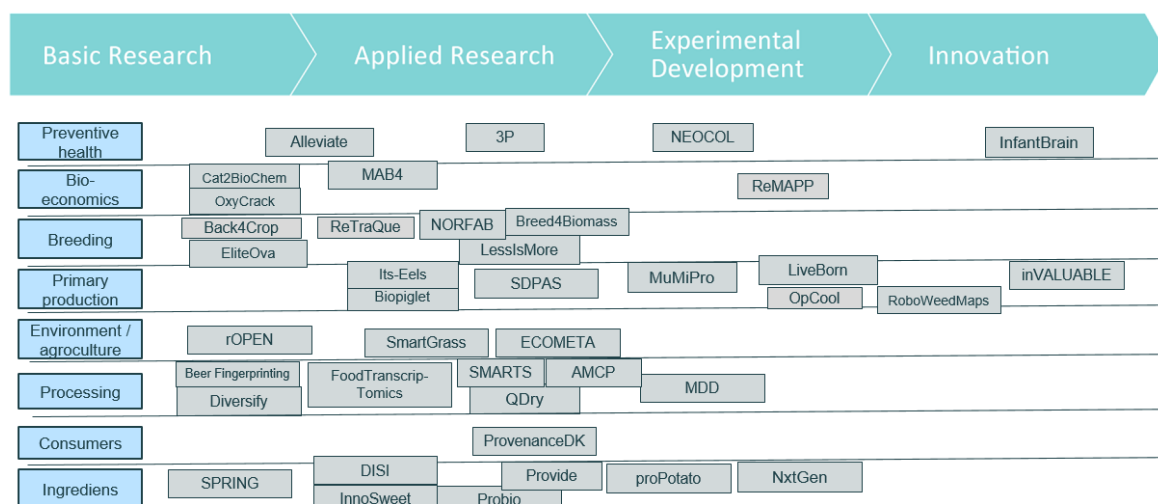 Basic Research
Applied Research
Experimental
Development
Innovation
Preventive
health
Alleviate
3P
NEOCOL
InfantBrain
Bio-
economics
Cat2BioChem
MAB4
OxyCrack
ReMAPP
Breeding
Back4Crop
ReTraQue
NORFAB
Breed4Biomass
EliteOva
LessIsMore
Primary
production
Its-Eels
Biopiglet
SDPAS
MuMiPro
LiveBorn
OpCool
RoboWeedMaps
inVALUABLE
Environment /
agroculture
rOPEN
SmartGrass
ECOMETA
Processing
Beer Fingerprinting
Diversify
FoodTranscrip-
Tomics
SMARTS
AMCP
QDry
MDD
Consumers
ProvenanceDK
Ingrediens
SPRING
DISI
InnoSweet
Provide
Probio
proPotato
NxtGen